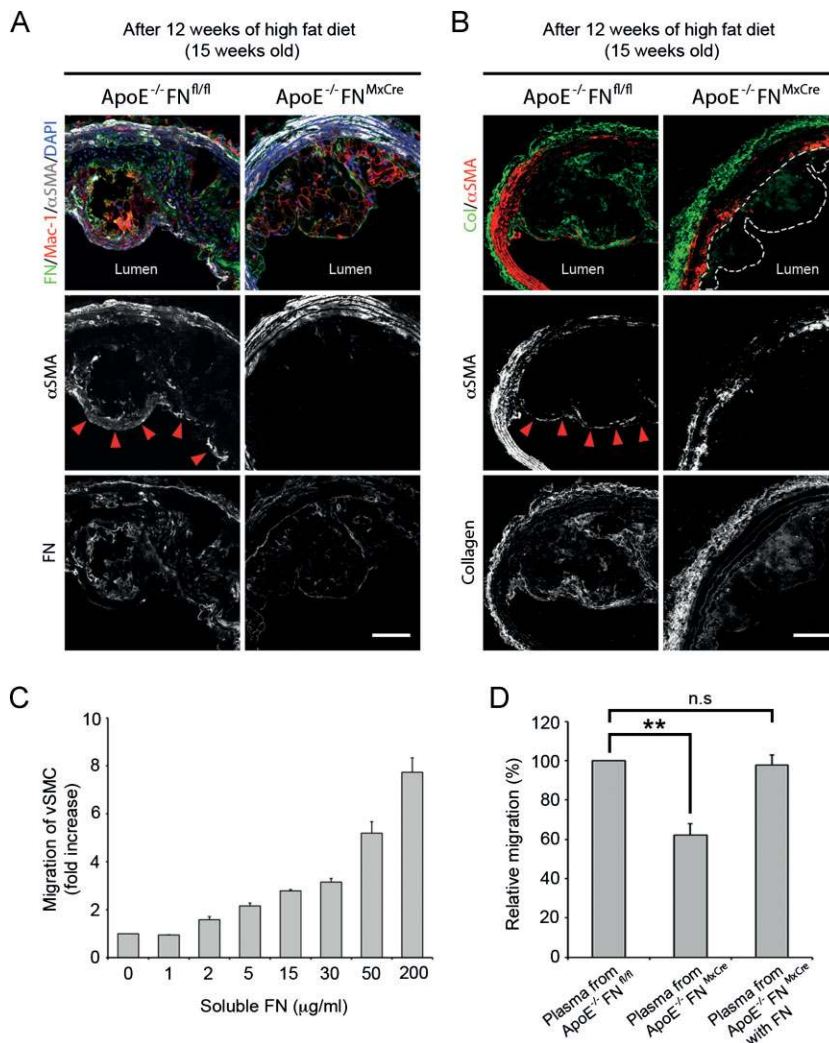 A
After 12 weeks of high fat diet
(15 weeks old)
ApoE-/-FNfl/fl
ApoE-/-FNMxCre
FN/Mac-1/αSMA/DAPI
Lumen
Lumen
αSMA
FN
B
After 12 weeks of high fat diet
(15 weeks old)
ApoE-/-FNfl/fl
ApoE-/-FNMxCre
Col/αSMA
Lumen
Lumen
αSMA
Collagen
C
Migration of vSMC
(fold increase)
10
8
6
4
2
0
0 1 2 5 15 30 50 200
Soluble FN (μg/ml)
D
n.s
**
Relative migration (%)
120
100
80
60
40
20
0
Plasma from
ApoE-/-FNfl/fl
Plasma from
ApoE-/-FNMxCre
Plasma from
ApoE-/-FNMxCre
with FN